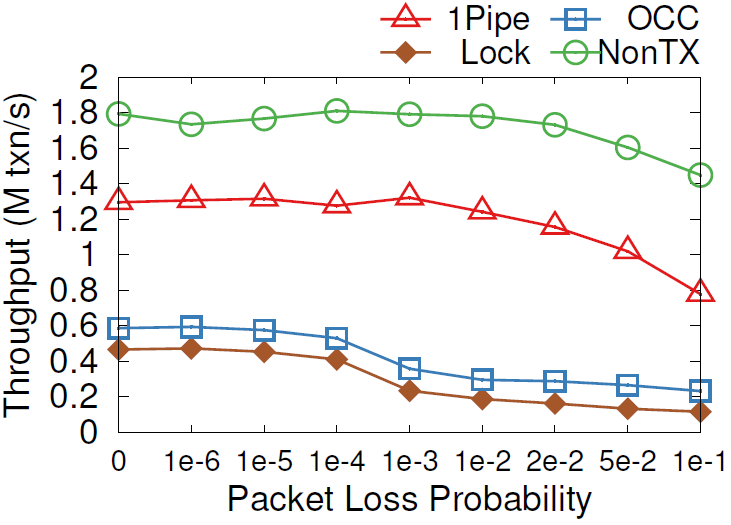 1Pipe OCC
Lock NonTX
2
1.8
1.6
1.4
1.2
1
0.8
0.6
0.4
0.2
0
Throughput (M txn/s)
0 1e-6 1e-5 1e-4 1e-3 1e-2 2e-2 5e-2 1e-1
Packet Loss Probability